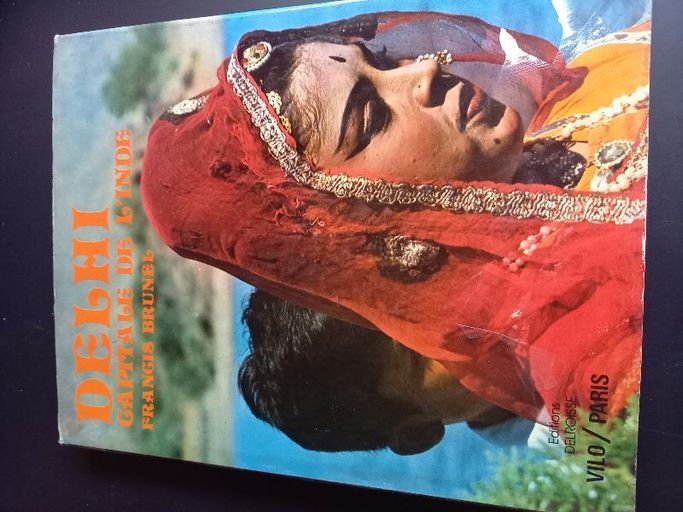 DELHI
CAPITALE DE L'INDE
FRANCIS BRUNEL
Editions
DELROISSE
VILO / PARIS